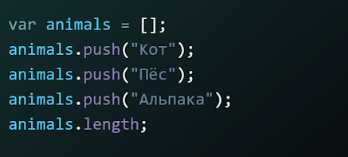 var animals = [];
animals.push("Кот");
animals.push("Пёс");
animals.push("Альпака");
animals.length;